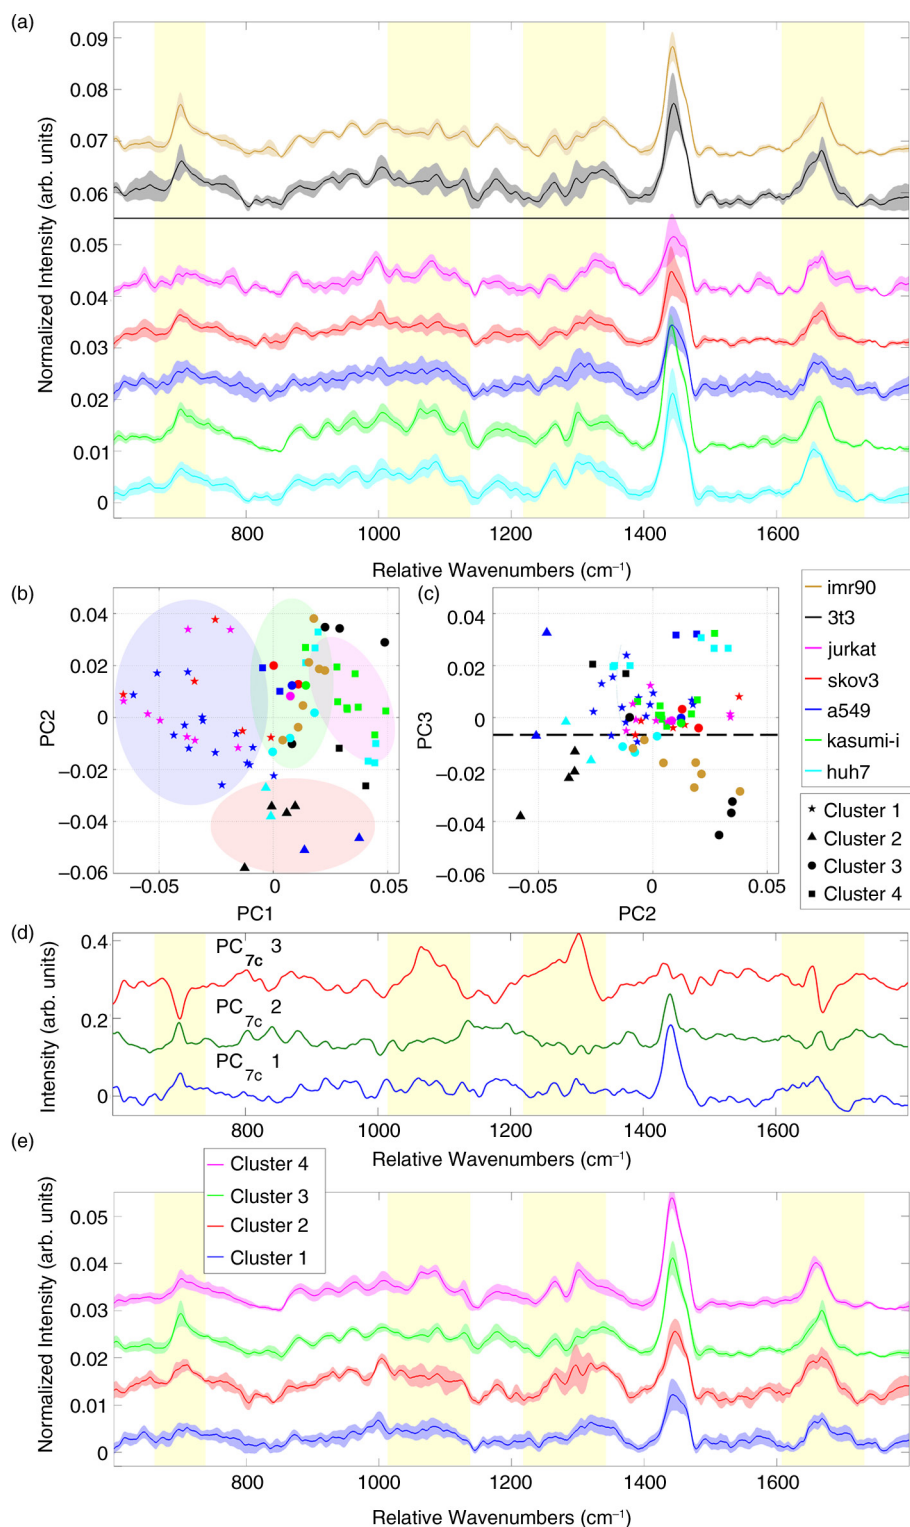 (a)
0.09
0.08
0.07
0.06
0.05
0.04
0.03
0.02
0.01
0
Normalized Intensity (arb. units)
800 1000 1200 1400 1600
Relative Wavenumbers (cm⁻¹)
(b)
0.04
0.02
0
−0.02
−0.04
−0.06
PC2
−0.05 0 0.05
PC1
(c)
0.04
0.02
0
−0.02
−0.04
−0.06
PC3
−0.05 0 0.05
PC2
imr90
3t3
jurkat
skov3
a549
kasumi-i
huh7
Cluster 1
Cluster 2
Cluster 3
Cluster 4
(d)
0.4
0.2
0
Intensity (arb. units)
PC7c 3
PC7c 2
PC7c 1
800 1000 1200 1400 1600
Relative Wavenumbers (cm⁻¹)
(e)
Cluster 4
Cluster 3
Cluster 2
Cluster 1
0.05
0.04
0.03
0.02
0.01
0
Normalized Intensity (arb. units)
800 1000 1200 1400 1600
Relative Wavenumbers (cm⁻¹)